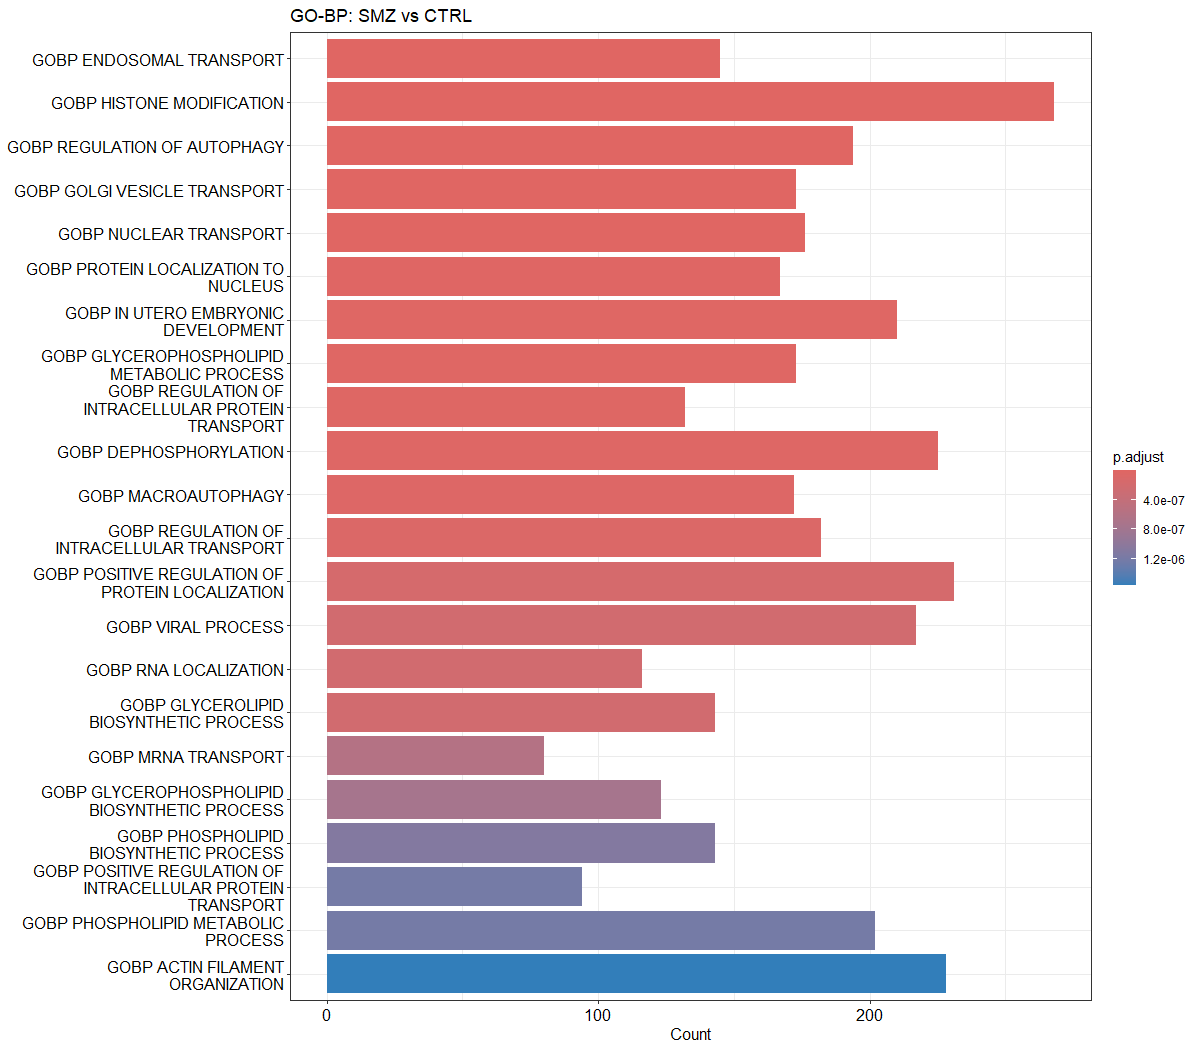 GO-BP: SMZ vs CTRL
GOBP ENDOSOMAL TRANSPORT
GOBP HISTONE MODIFICATION
GOBP REGULATION OF AUTOPHAGY
GOBP GOLGI VESICLE TRANSPORT
GOBP NUCLEAR TRANSPORT
GOBP PROTEIN LOCALIZATION TO
NUCLEUS
GOBP IN UTERO EMBRYONIC
DEVELOPMENT
GOBP GLYCEROPHOSPHOLIPID
METABOLIC PROCESS
GOBP REGULATION OF
INTRACELLULAR PROTEIN
TRANSPORT
GOBP DEPHOSPHORYLATION
GOBP MACROAUTOPHAGY
GOBP REGULATION OF
INTRACELLULAR TRANSPORT
GOBP POSITIVE REGULATION OF
PROTEIN LOCALIZATION
GOBP VIRAL PROCESS
GOBP RNA LOCALIZATION
GOBP GLYCEROLIPID
BIOSYNTHETIC PROCESS
GOBP MRNA TRANSPORT
GOBP GLYCEROPHOSPHOLIPID
BIOSYNTHETIC PROCESS
GOBP PHOSPHOLIPID
BIOSYNTHETIC PROCESS
GOBP POSITIVE REGULATION OF
INTRACELLULAR PROTEIN
TRANSPORT
GOBP PHOSPHOLIPID METABOLIC
PROCESS
GOBP ACTIN FILAMENT
ORGANIZATION
0 100 200
Count
p.adjust
4.0e-07
8.0e-07
1.2e-06